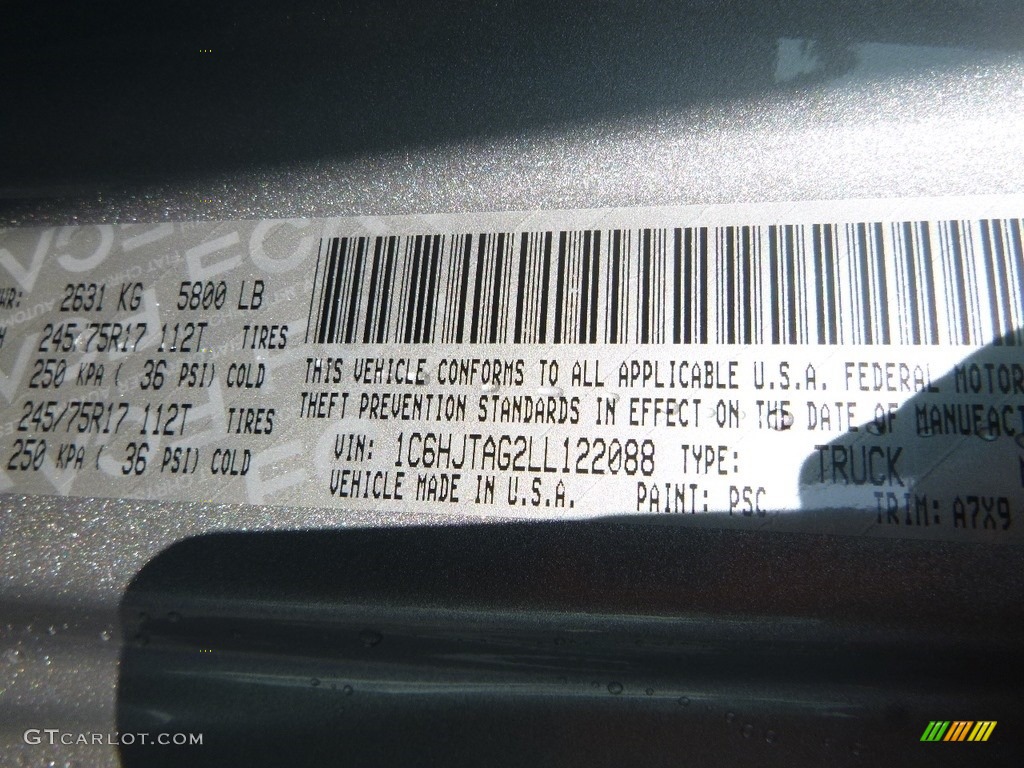 WR: 2631 KG 5800 LB
245/75R17 112T TIRES
250 KPA ( 36 PSI) COLD
245/75R17 112T TIRES
250 KPA ( 36 PSI) COLD
THIS VEHICLE CONFORMS TO ALL APPLICABLE U.S.A. FEDERAL MOTOR
THEFT PREVENTION STANDARDS IN EFFECT ON THE DATE OF MANUFACT
VIN: 1C6HJTAG2LL122088 TYPE: TRUCK
VEHICLE MADE IN U.S.A. PAINT: PSC TRIM: A7X9
GTCARLOT.COM